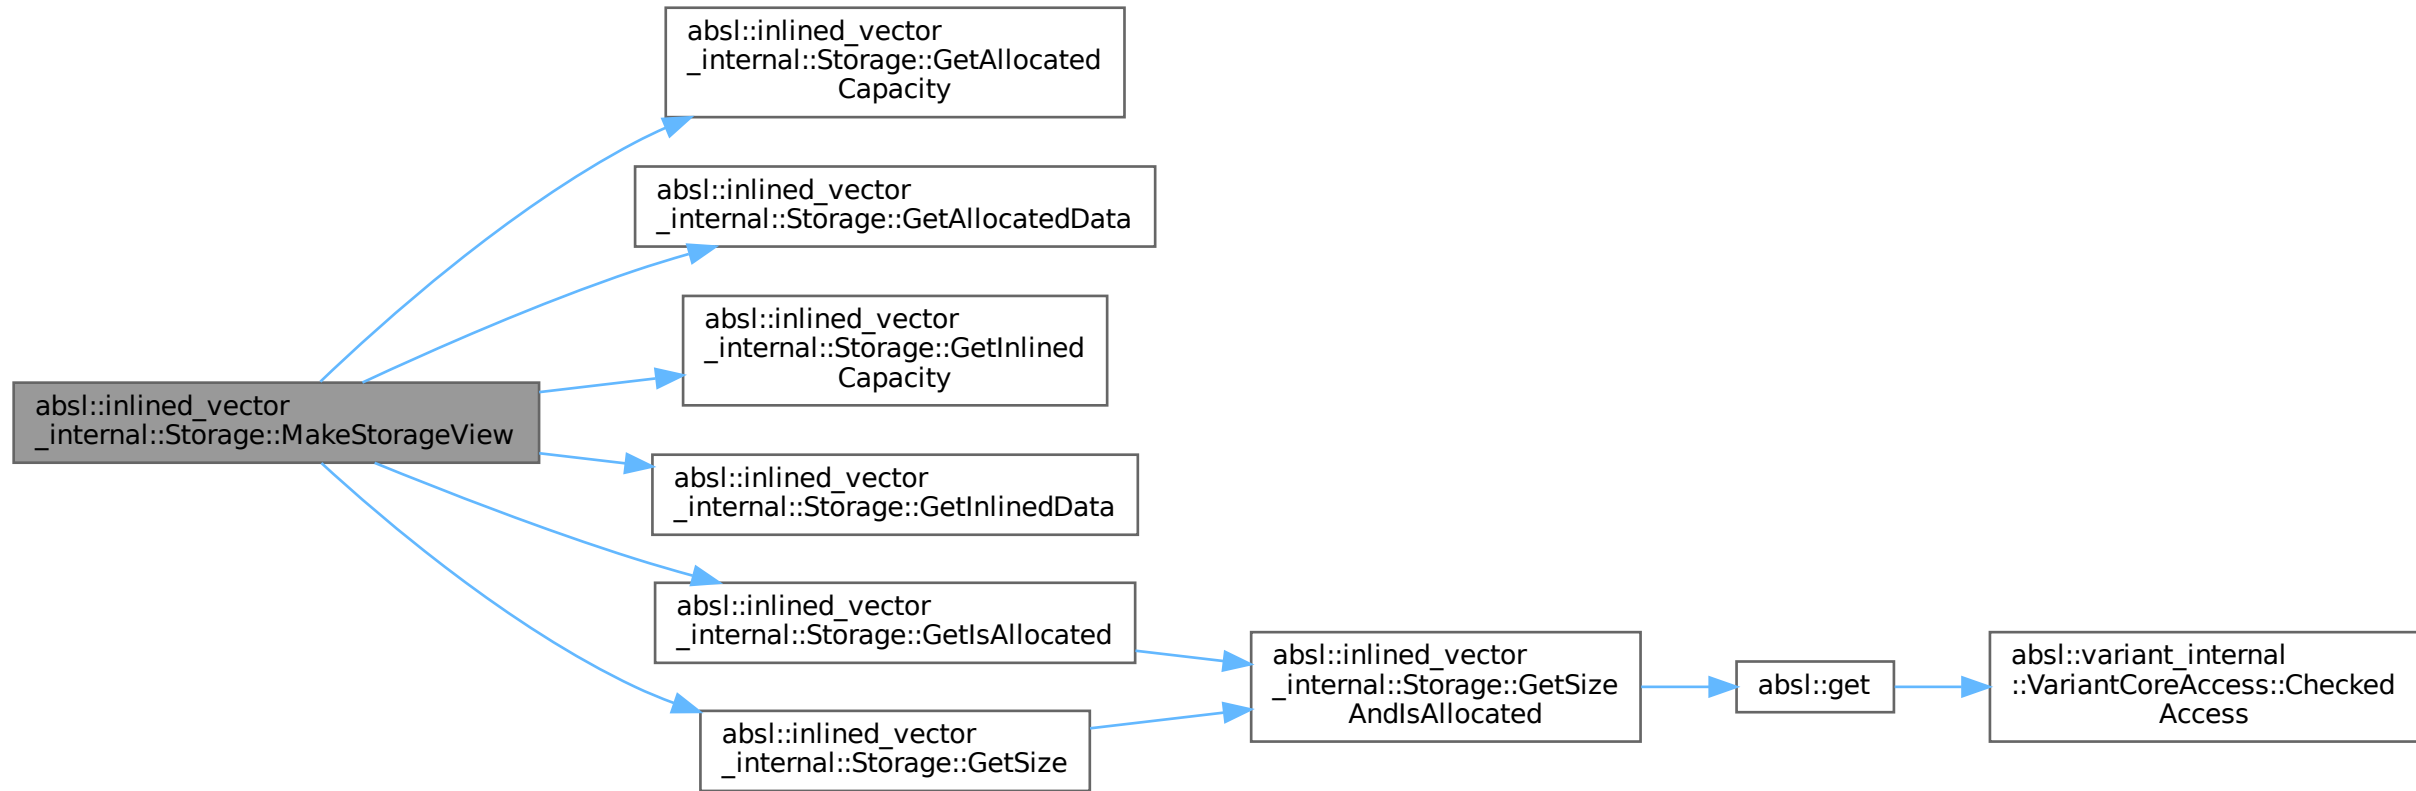 absl::inlined_vector
_internal::Storage::GetAllocated
Capacity
absl::inlined_vector
_internal::Storage::GetAllocatedData
absl::inlined_vector
_internal::Storage::GetInlined
Capacity
absl::inlined_vector
_internal::Storage::MakeStorageView
absl::inlined_vector
_internal::Storage::GetInlinedData
absl::inlined_vector
_internal::Storage::GetIsAllocated
absl::inlined_vector
_internal::Storage::GetSize
absl::inlined_vector
_internal::Storage::GetSize
AndIsAllocated
absl::get
absl::variant_internal
::VariantCoreAccess::Checked
Access